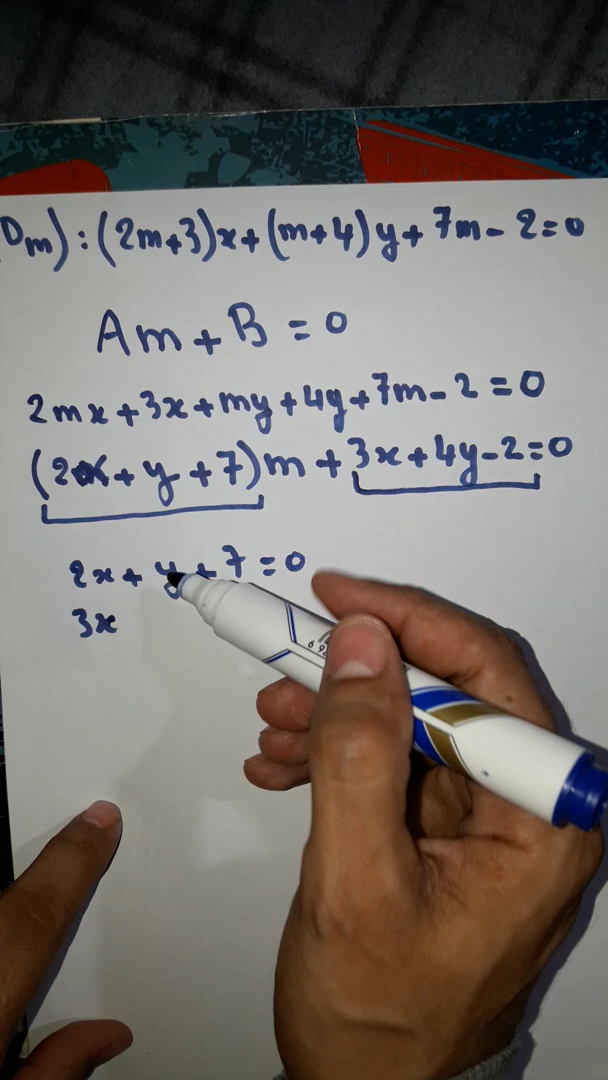 Dm) : (2m+3)x+(m+4)y+7m-2=0
Am+B=0
2mx+3x+my+4y+7m-2=0
(2x+y+7)m+3x+4y-2=0
2x+y+7=0
3x